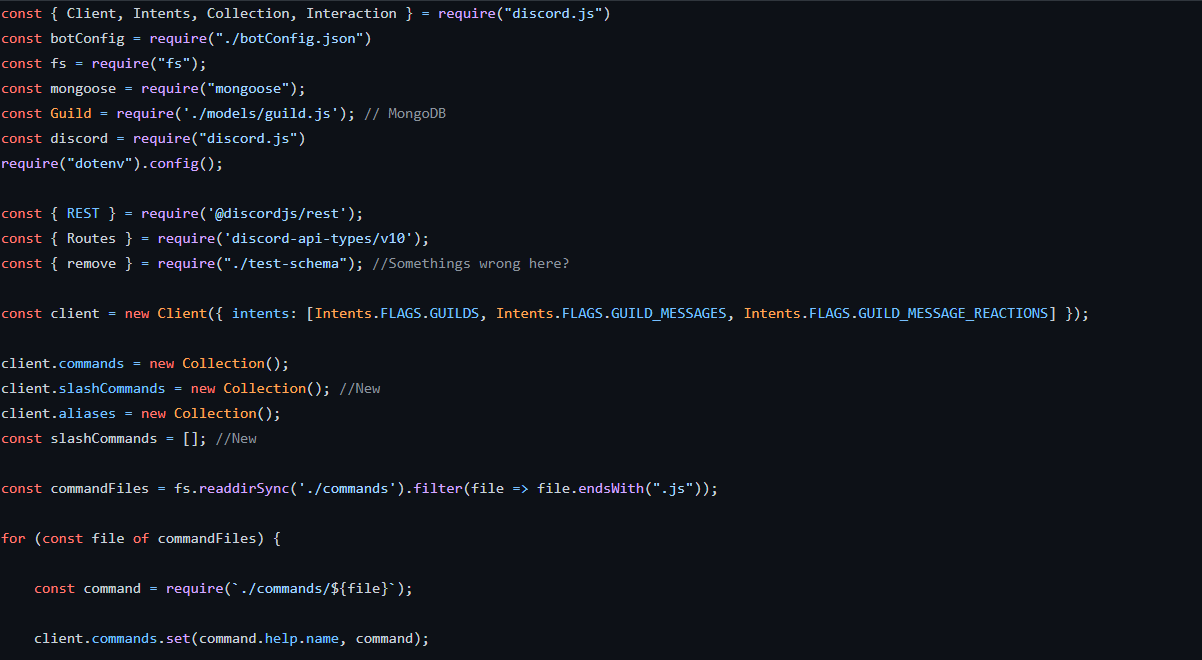 const { Client, Intents, Collection, Interaction } = require("discord.js")
const botConfig = require("./botConfig.json")
const fs = require("fs");
const mongoose = require("mongoose");
const Guild = require('./models/guild.js'); // MongoDB
const discord = require("discord.js")
require("dotenv").config();
const { REST } = require('@discordjs/rest');
const { Routes } = require('discord-api-types/v10');
const { remove } = require("./test-schema"); //Somethings wrong here?
const client = new Client({ intents: [Intents.FLAGS.GUILDS, Intents.FLAGS.GUILD_MESSAGES, Intents.FLAGS.GUILD_MESSAGE_REACTIONS] });
client.commands = new Collection();
client.slashCommands = new Collection(); //New
client.aliases = new Collection();
const slashCommands = []; //New
const commandFiles = fs.readdirSync('./commands').filter(file => file.endsWith(".js"));
for (const file of commandFiles) {
    const command = require(`./commands/${file}`);
    client.commands.set(command.help.name, command);